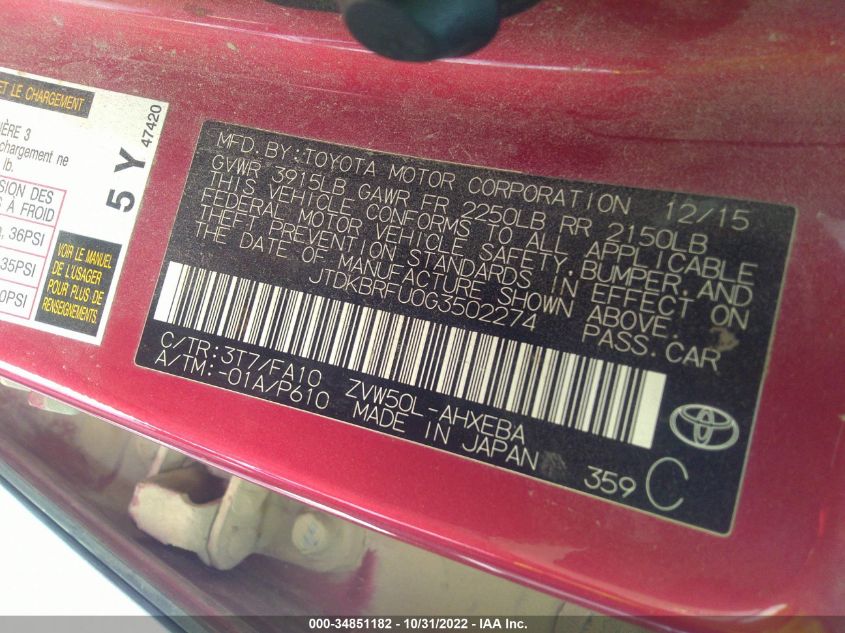 ET LE CHARGEMENT
ÈRE 3
chargement ne
lb.
SION DES
S À FROID
, 36PSI
35PSI
0PSI
VOIR LE MANUEL
DE L'USAGER
POUR PLUS DE
RENSEIGNEMENTS.
5 Y
47420
MFD. BY:TOYOTA MOTOR CORPORATION 12/15
GVWR 3915LB GAWR FR 2250LB RR 2150LB
THIS VEHICLE CONFORMS TO ALL APPLICABLE
FEDERAL MOTOR VEHICLE SAFETY,BUMPER,AND
THEFT PREVENTION STANDARDS IN EFFECT ON
THE DATE OF MANUFACTURE SHOWN ABOVE.
JTDKBRFU0G3502274 PASS.CAR
C/TR:3T7/FA10 ZVW50L-AHXEBA
A/TM:-01A/P610 MADE IN JAPAN
359 C
000-34851182 - 10/31/2022 - IAA Inc.